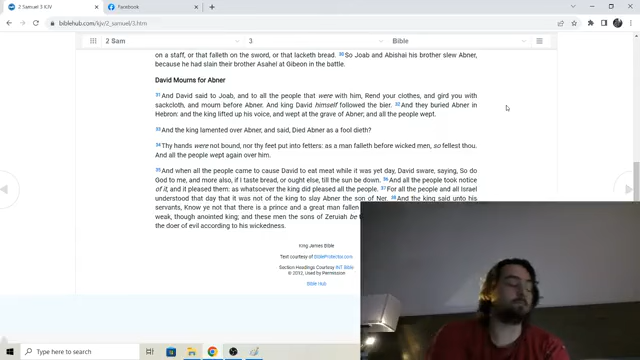 2 Samuel 3 KJV
Facebook
biblehub.com/kjv/2_samuel/3.htm
2 Sam
3
Bible
on a staff, or that falleth on the sword, or that lacketh bread. 30 So Joab and Abishai his brother slew Abner,
because he had slain their brother Asahel at Gibeon in the battle.
David Mourns for Abner
31 And David said to Joab, and to all the people that were with him, Rend your clothes, and gird you with
sackcloth, and mourn before Abner. And king David himself followed the bier. 32 And they buried Abner in
Hebron: and the king lifted up his voice, and wept at the grave of Abner; and all the people wept.
33 And the king lamented over Abner, and said, Died Abner as a fool dieth?
34 Thy hands were not bound, nor thy feet put into fetters: as a man falleth before wicked men, so fellest thou.
And all the people wept again over him.
35 And when all the people came to cause David to eat meat while it was yet day, David sware, saying, So do
God to me, and more also, if I taste bread, or ought else, till the sun be down. 36 And all the people took notice
of it, and it pleased them: as whatsoever the king did pleased all the people. 37 For all the people and all Israel
understood that day that it was not of the king to slay Abner the son of Ner. 38 And the king said unto his
servants, Know ye not that there is a prince and a great man fallen
weak, though anointed king; and these men the sons of Zeruiah be
the doer of evil according to his wickedness.
King James Bible
Text courtesy of BibleProtector.com
Section Headings Courtesy INT Bible
© 2012, Used by Permission
Bible Hub
Type here to search